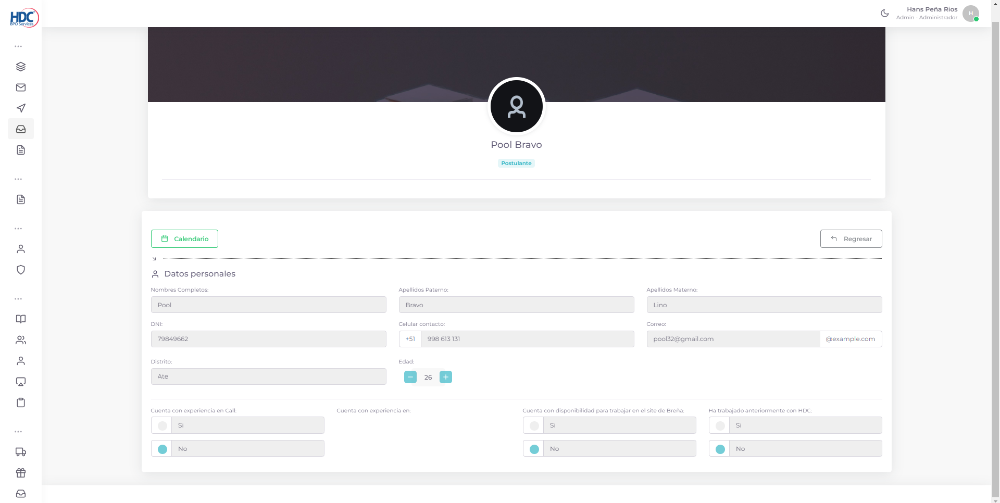 HDC
BPO Services
Hans Peña Rios
Admin - Administrador
H
Pool Bravo
Postulante
Calendario
Regresar
Datos personales
Nombres Completos:
Apellidos Paterno:
Apellidos Materno:
Pool
Bravo
Lino
DNI:
Celular contacto:
Correo:
79849662
+51
998 613 131
pool32@gmail.com
@example.com
Distrito:
Edad:
Ate
26
Cuenta con experiencia en Call:
Cuenta con experiencia en:
Cuenta con disponibilidad para trabajar en el site de Breña:
Ha trabajado anteriormente con HDC:
Si
Si
Si
No
No
No